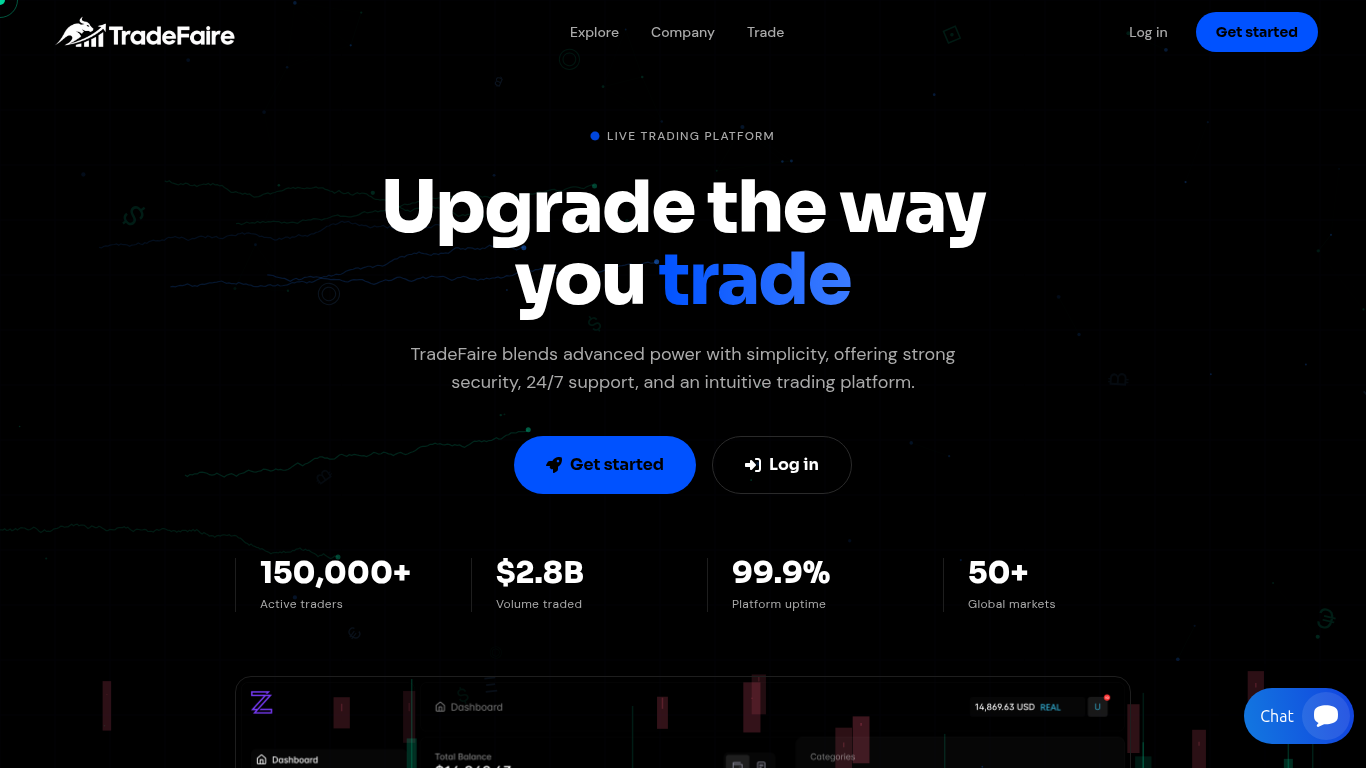 TradeFaire
Explore
Company
Trade
Log in
Get started
LIVE TRADING PLATFORM
Upgrade the way
you trade
TradeFaire blends advanced power with simplicity, offering strong
security, 24/7 support, and an intuitive trading platform.
Get started
Log in
150,000+
Active traders
$2.8B
Volume traded
99.9%
Platform uptime
50+
Global markets
Dashboard
14,869.63 USD REAL
U
Dashboard
Total Balance
Categories
Chat